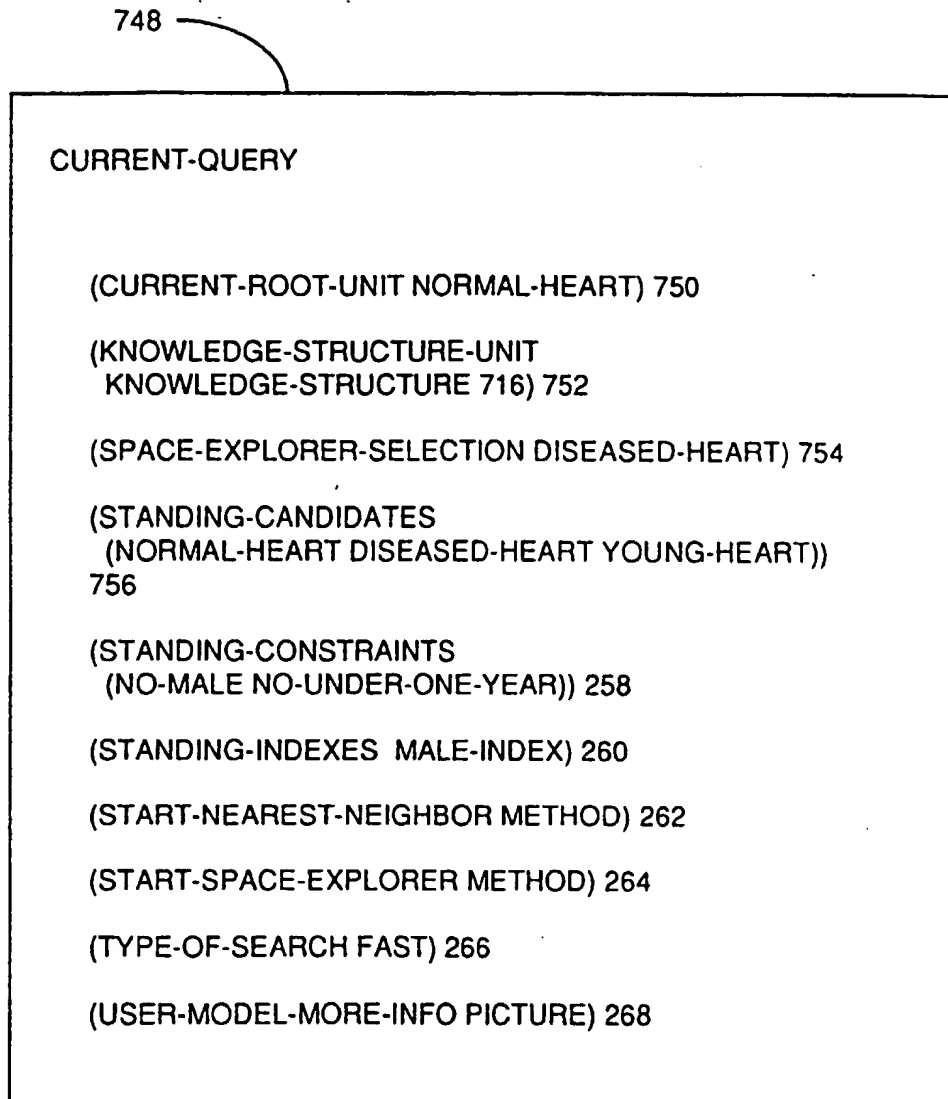 748
CURRENT-QUERY
(CURRENT-ROOT-UNIT NORMAL-HEART) 750
(KNOWLEDGE-STRUCTURE-UNIT
KNOWLEDGE-STRUCTURE 716) 752
(SPACE-EXPLORER-SELECTION DISEASED-HEART) 754
(STANDING-CANDIDATES
(NORMAL-HEART DISEASED-HEART YOUNG-HEART))
756
(STANDING-CONSTRAINTS
(NO-MALE NO-UNDER-ONE-YEAR)) 258
(STANDING-INDEXES MALE-INDEX) 260
(START-NEAREST-NEIGHBOR METHOD) 262
(START-SPACE-EXPLORER METHOD) 264
(TYPE-OF-SEARCH FAST) 266
(USER-MODEL-MORE-INFO PICTURE) 268